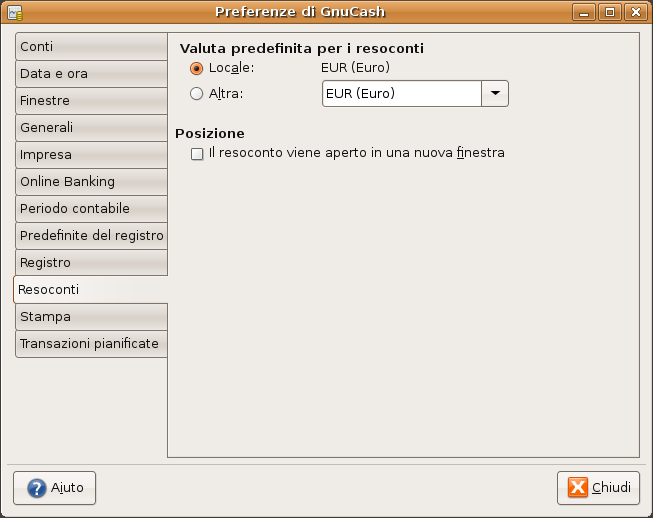 Preferenze di GnuCash
Conti
Data e ora
Finestre
Generali
Impresa
Online Banking
Periodo contabile
Predefinite del registro
Registro
Resoconti
Stampa
Transazioni pianificate
Valuta predefinita per i resoconti
Locale: EUR (Euro)
Altra: EUR (Euro)
Posizione
Il resoconto viene aperto in una nuova finestra
Aiuto
Chiudi